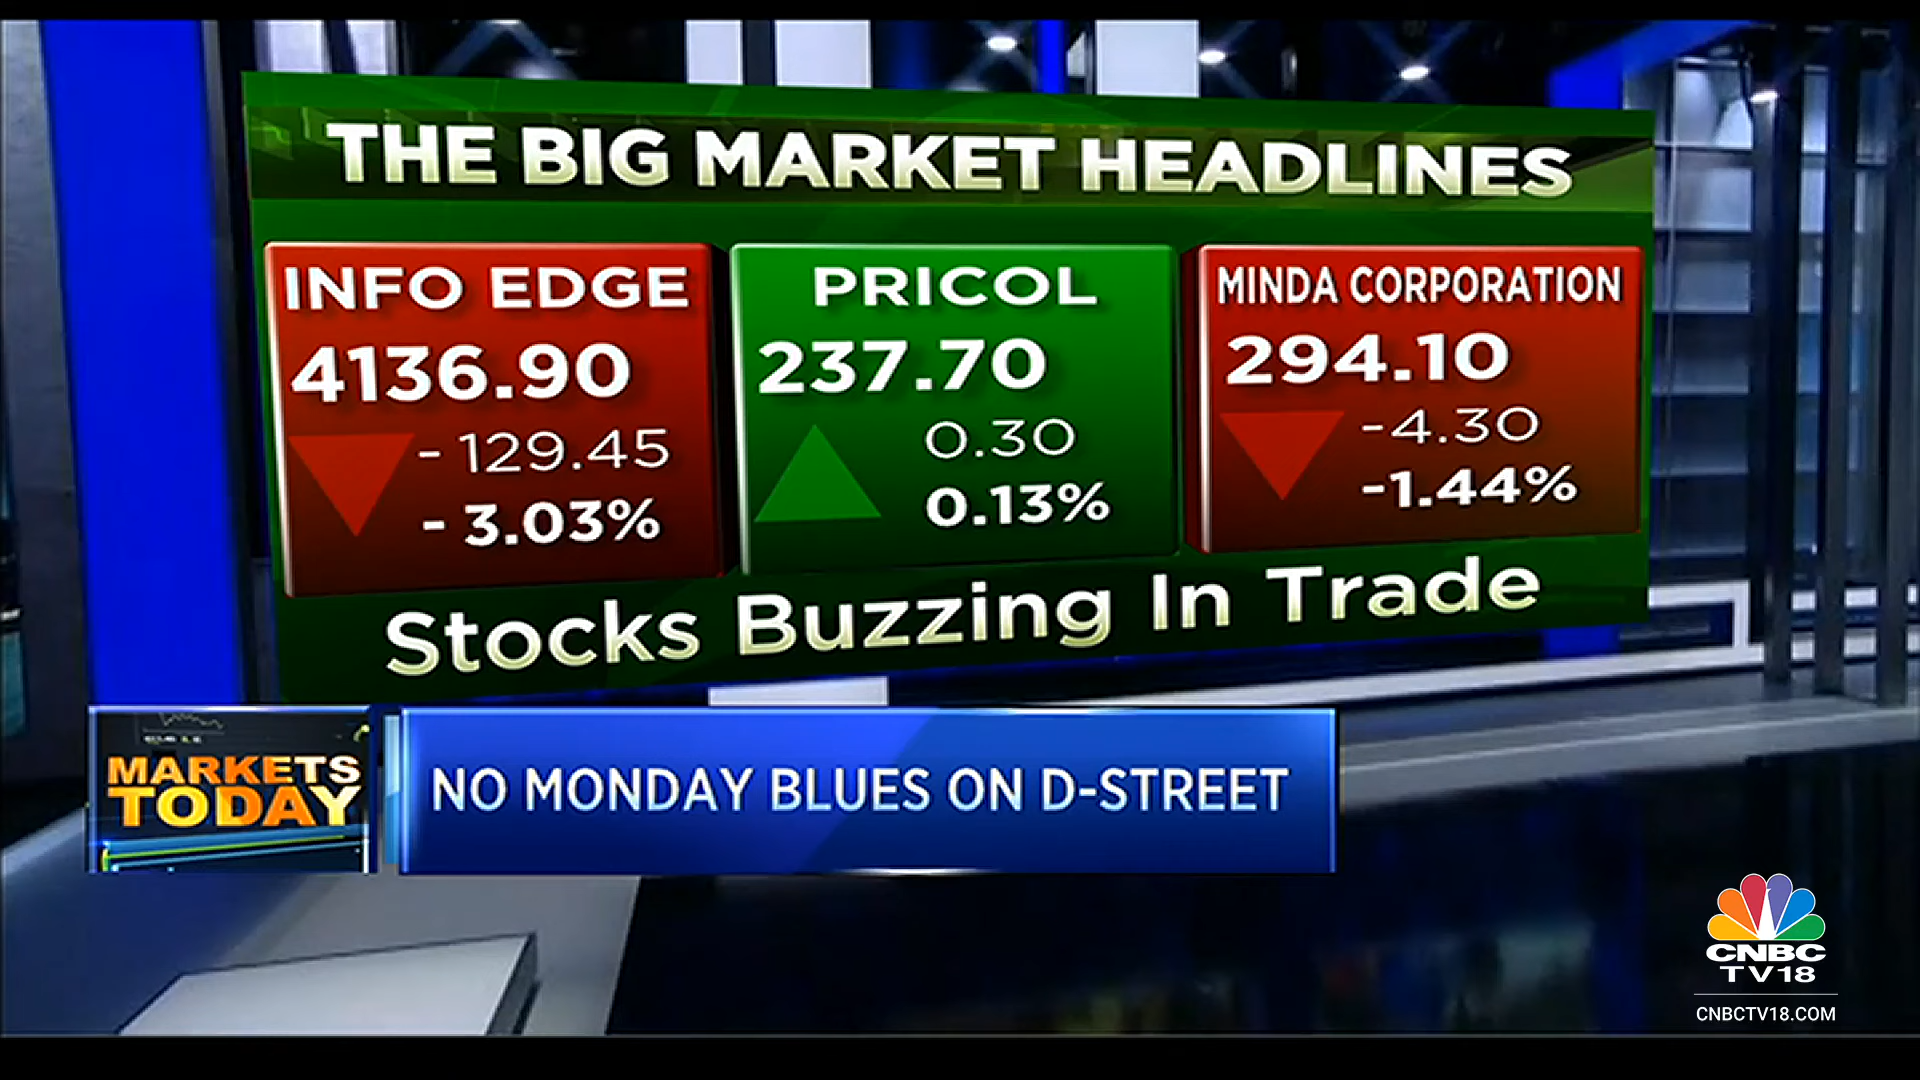 THE BIG MARKET HEADLINES
INFO EDGE
4136.90
- 129.45
- 3.03%
PRICOL
237.70
0.30
0.13%
MINDA CORPORATION
294.10
-4.30
-1.44%
Stocks Buzzing In Trade
MARKETS
TODAY
NO MONDAY BLUES ON D-STREET
CNBC
TV18
CNBCTV18.COM